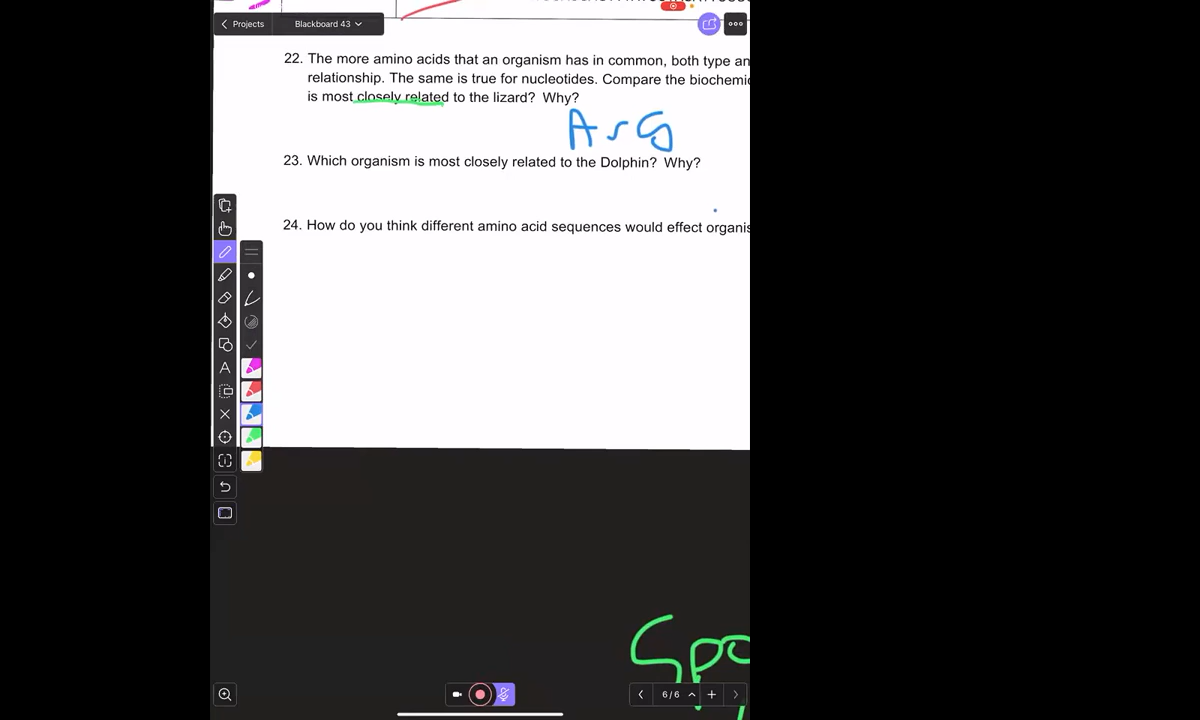 Projects
Blackboard 43
22. The more amino acids that an organism has in common, both type an
relationship. The same is true for nucleotides. Compare the biochemic
is most closely related to the lizard? Why?
23. Which organism is most closely related to the Dolphin? Why?
24. How do you think different amino acid sequences would effect organis
A
Spo
6/6